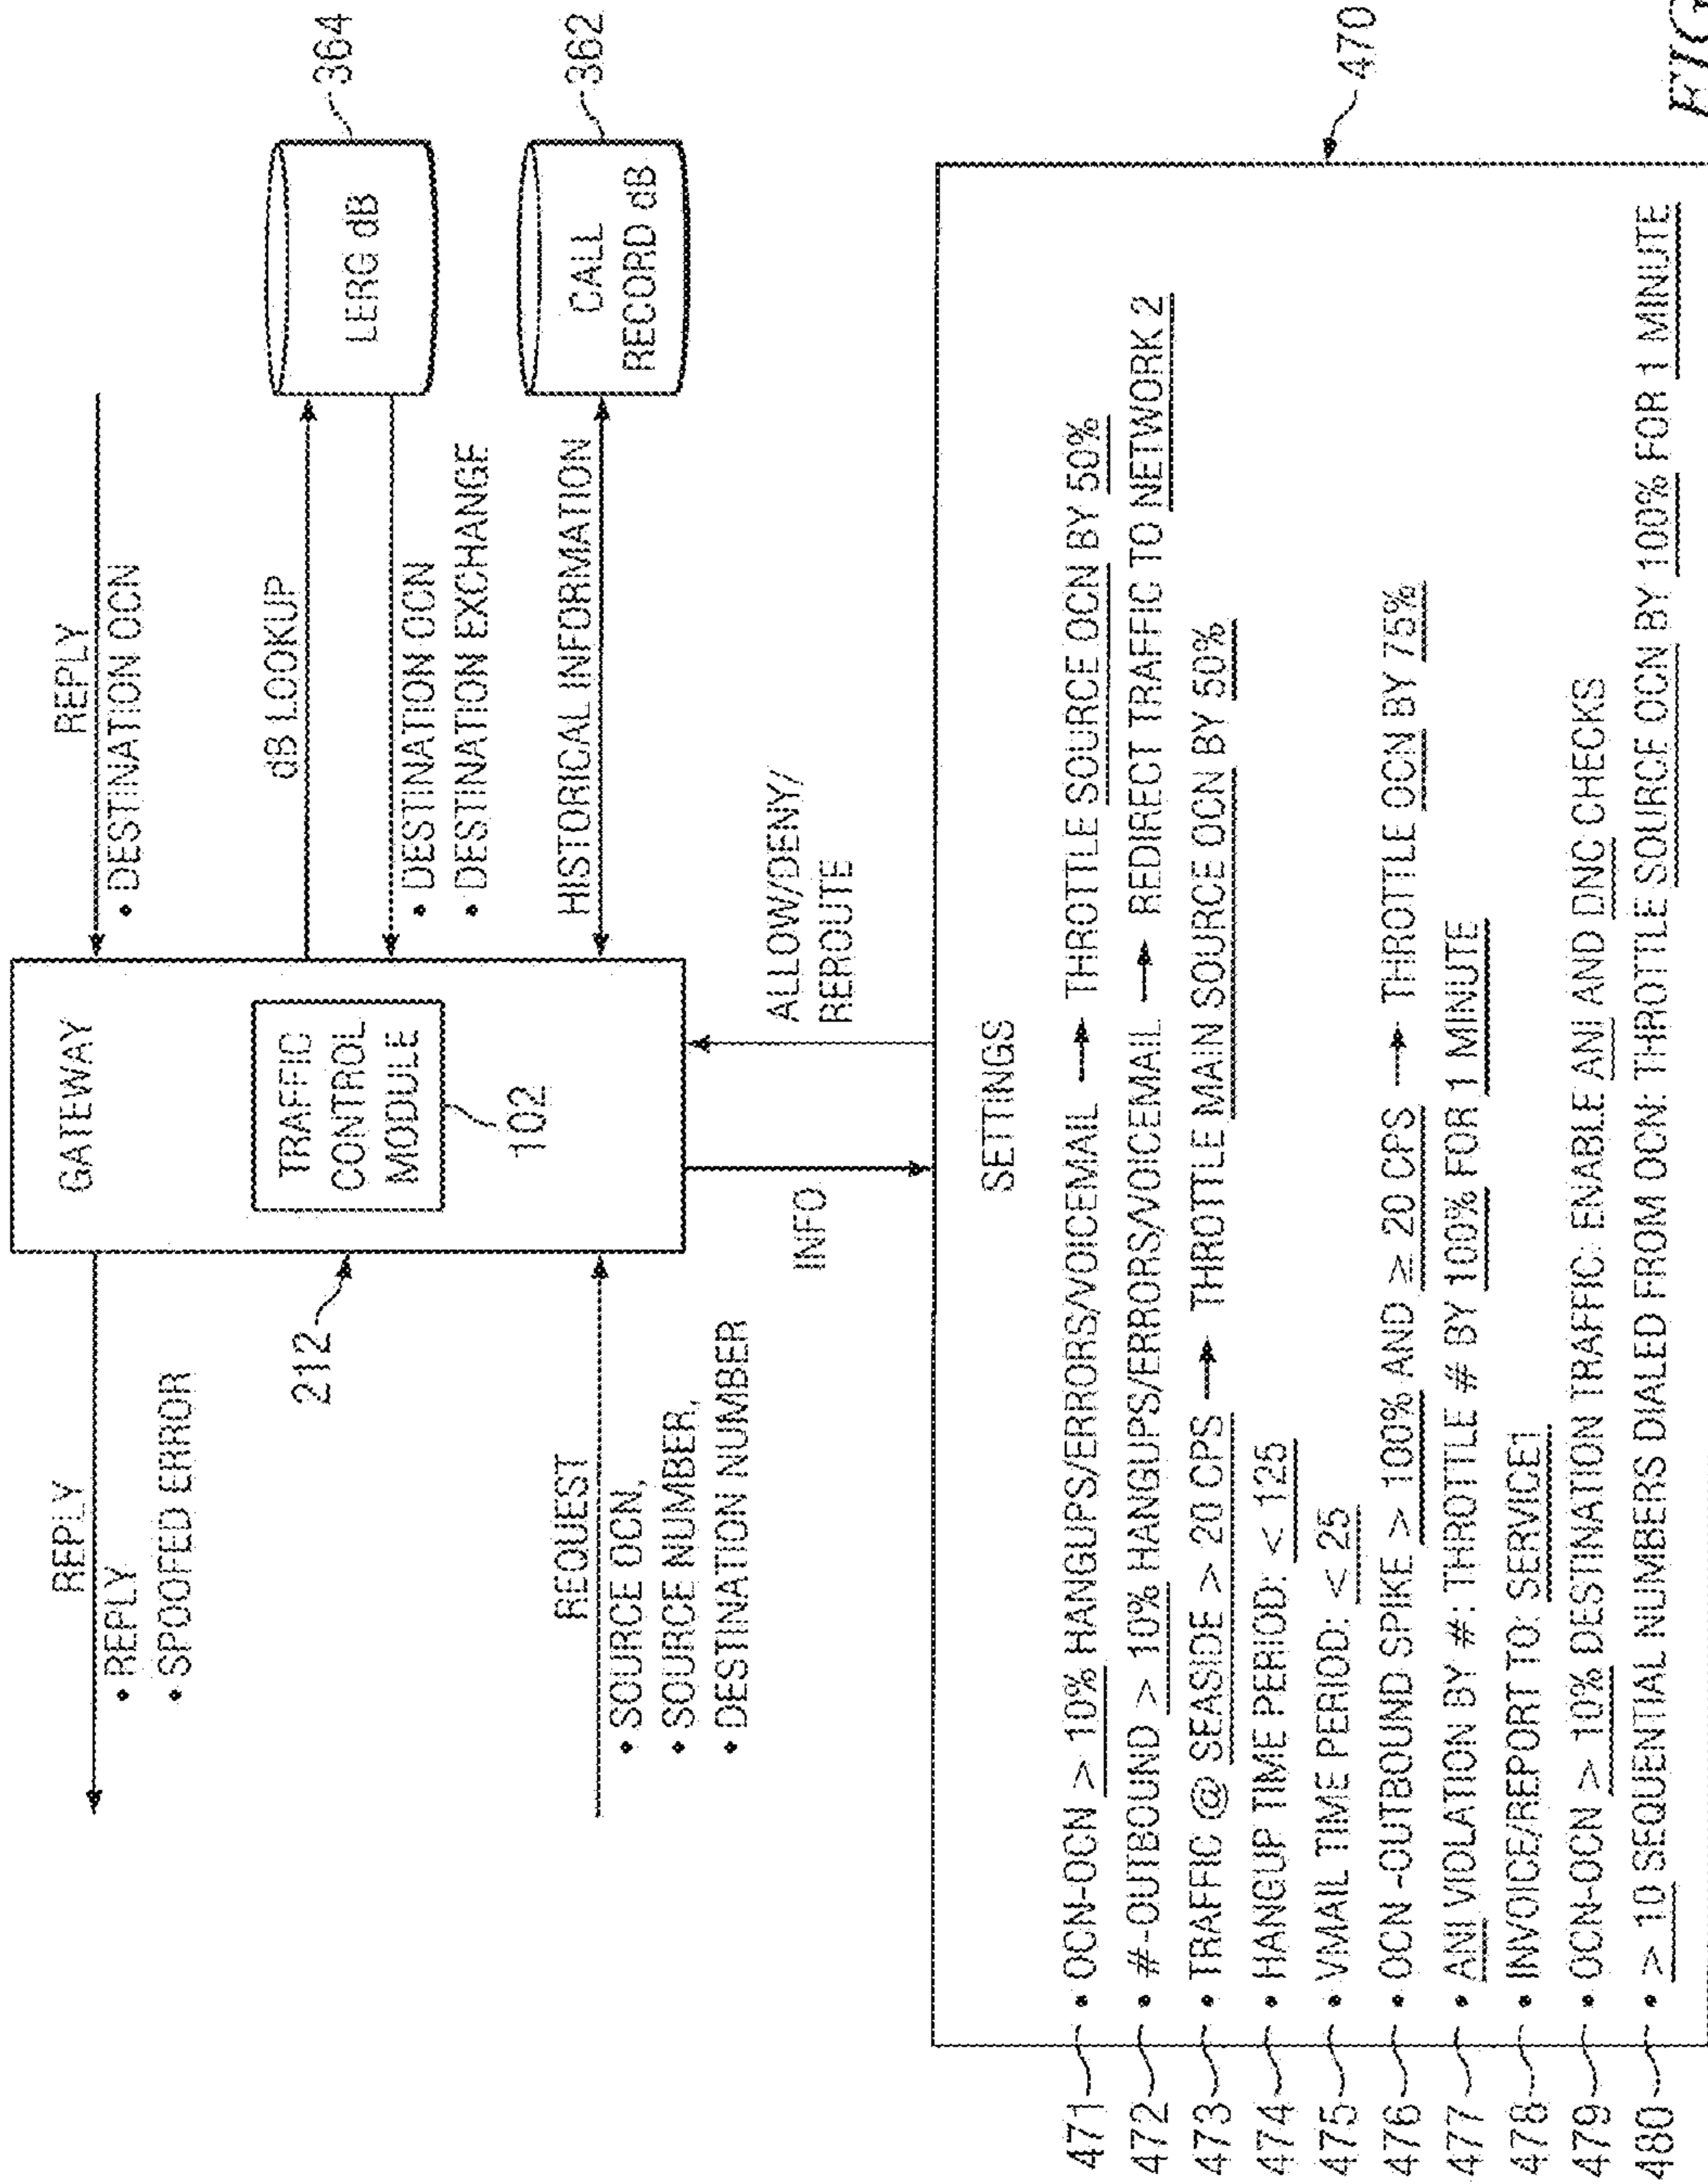 REPLY
• REPLY
• SPOOFED ERROR
212
REQUEST
• SOURCE OCN,
• SOURCE NUMBER,
• DESTINATION NUMBER
GATEWAY
TRAFFIC
CONTROL
MODULE
102
REPLY
• DESTINATION OCN
dB LOOKUP
• DESTINATION OCN
• DESTINATION EXCHANGE
HISTORICAL INFORMATION
LERG dB
364
CALL
RECORD dB
362
INFO
ALLOW/DENY/
REROUTE
SETTINGS
470
471 • OCN-OCN > 10% HANGUPS/ERRORS/VOICEMAIL → THROTTLE SOURCE OCN BY 50%
472 • #-OUTBOUND > 10% HANGUPS/ERRORS/VOICEMAIL → REDIRECT TRAFFIC TO NETWORK 2
473 • TRAFFIC @ SEASIDE > 20 CPS → THROTTLE MAIN SOURCE OCN BY 50%
474 • HANGUP TIME PERIOD: < 125
475 • VMAIL TIME PERIOD: < 25
476 • OCN -OUTBOUND SPIKE > 100% AND ≥ 20 CPS → THROTTLE OCN BY 75%
477 • ANI VIOLATION BY #: THROTTLE # BY 100% FOR 1 MINUTE
478 • INVOICE/REPORT TO: SERVICE1
479 • OCN-OCN > 10% DESTINATION TRAFFIC: ENABLE ANI AND DNC CHECKS
480 • > 10 SEQUENTIAL NUMBERS DIALED FROM OCN: THROTTLE SOURCE OCN BY 100% FOR 1 MINUTE